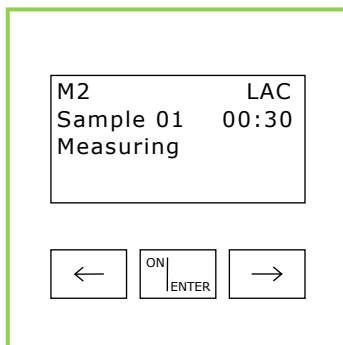 M2 LAC
Sample 01 00:30
Measuring
← ON ENTER →